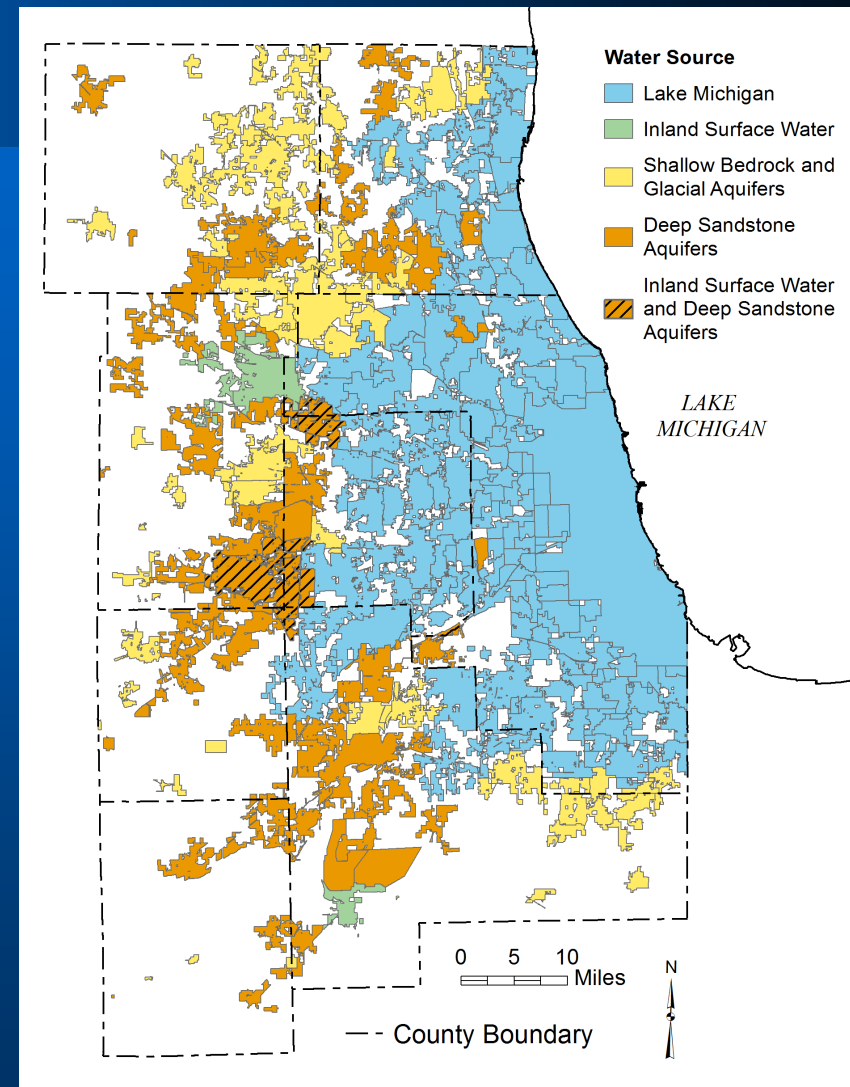 Water Source
Lake Michigan
Inland Surface Water
Shallow Bedrock and
Glacial Aquifers
Deep Sandstone
Aquifers
Inland Surface Water
and Deep Sandstone
Aquifers
LAKE
MICHIGAN
0 5 10
Miles
N
County Boundary